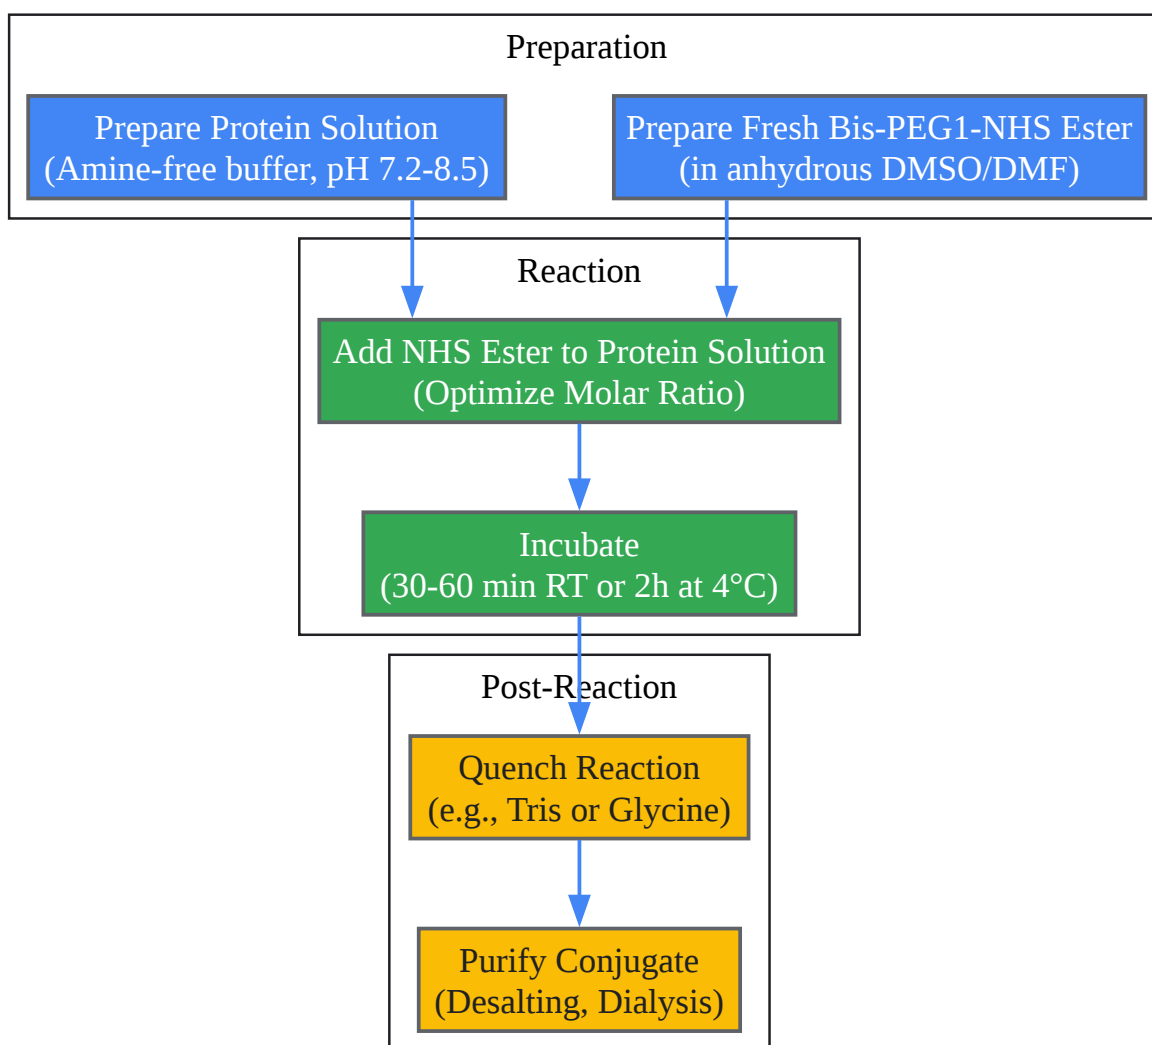 Preparation
Prepare Protein Solution
(Amine-free buffer, pH 7.2-8.5)
Prepare Fresh Bis-PEG1-NHS Ester
(in anhydrous DMSO/DMF)
Reaction
Add NHS Ester to Protein Solution
(Optimize Molar Ratio)
Incubate
(30-60 min RT or 2h at 4°C)
Post-Reaction
Quench Reaction
(e.g., Tris or Glycine)
Purify Conjugate
(Desalting, Dialysis)